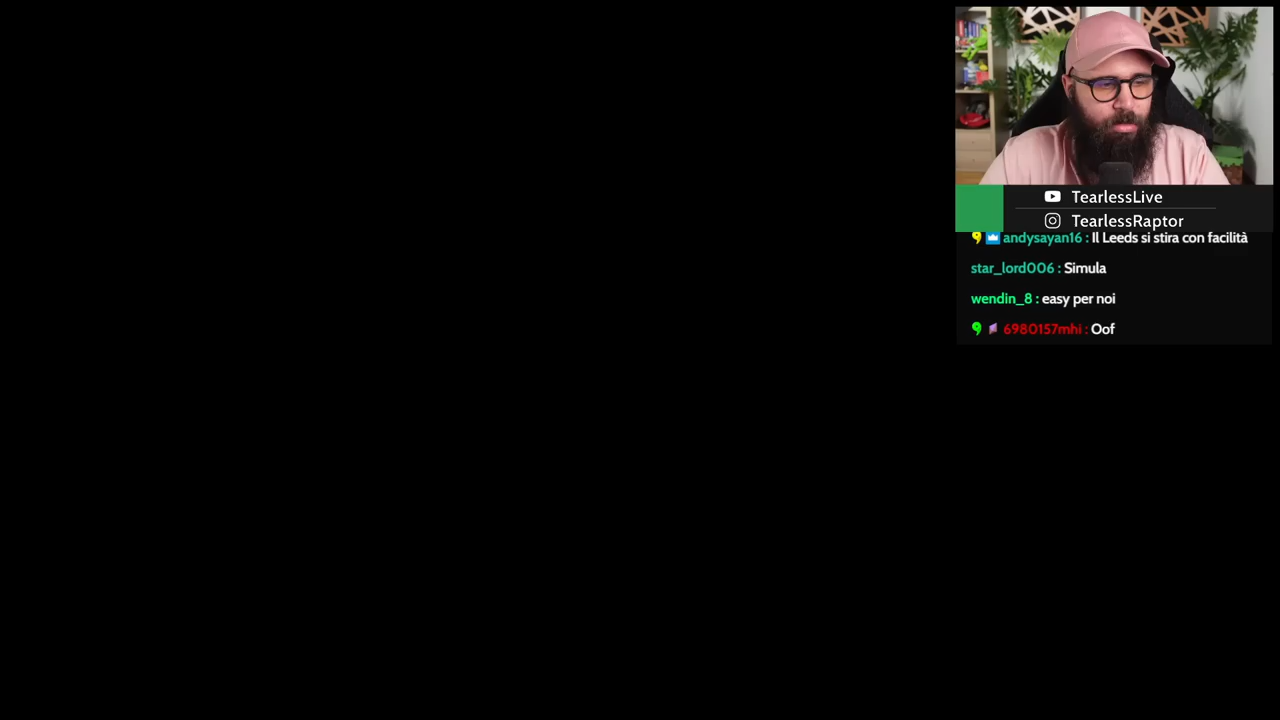 TearlessLive
TearlessRaptor
andysayan16 : Il Leeds si stira con facilità
star_lord006 : Simula
wendin_8 : easy per noi
6980157mhi : Oof